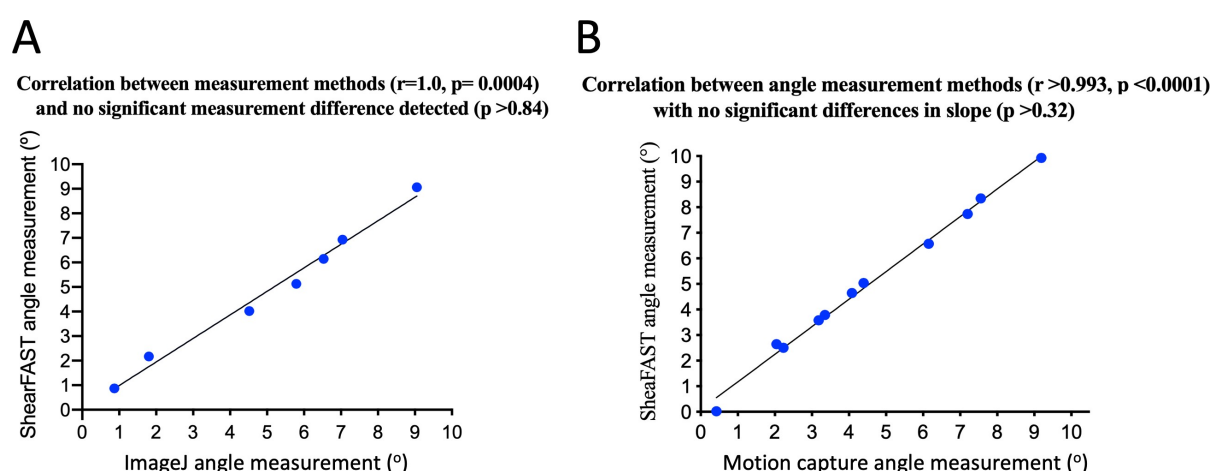 A
Correlation between measurement methods (r=1.0, p= 0.0004)
and no significant measurement difference detected (p >0.84)
ShearFAST angle measurement (º)
10
9
8
7
6
5
4
3
2
1
0
0 1 2 3 4 5 6 7 8 9 10
ImageJ angle measurement (º)
B
Correlation between angle measurement methods (r >0.993, p <0.0001)
with no significant differences in slope (p >0.32)
SheaFAST angle measurement (°)
10
9
8
7
6
5
4
3
2
1
0
0 1 2 3 4 5 6 7 8 9 10
Motion capture angle measurement (º)